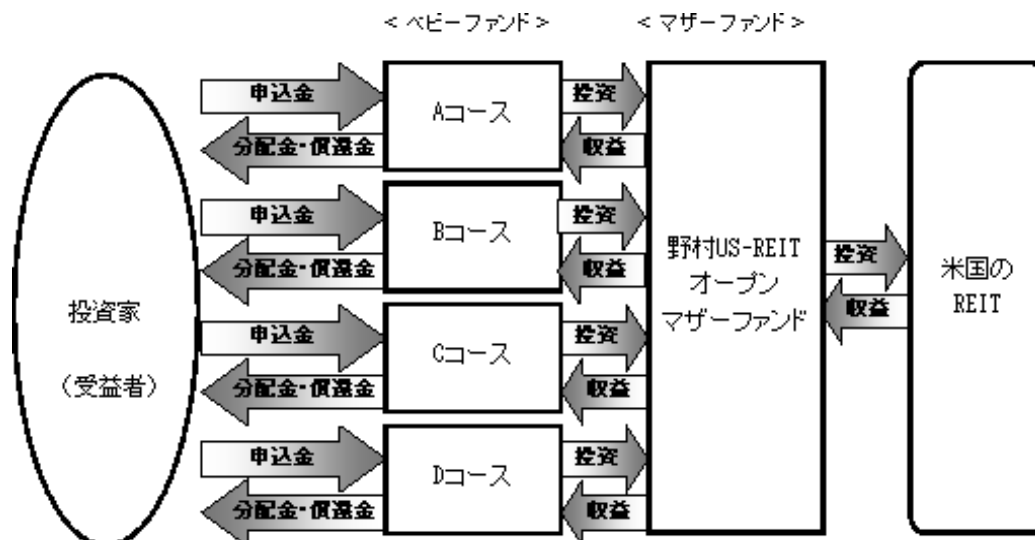 < ベビーファンド >
< マザーファンド >
投資家
（受益者）
申込金
分配金・償還金
Aコース
投資
収益
申込金
分配金・償還金
Bコース
投資
収益
申込金
分配金・償還金
Cコース
投資
収益
申込金
分配金・償還金
Dコース
投資
収益
野村US-REIT
オープン
マザーファンド
投資
収益
米国の
REIT